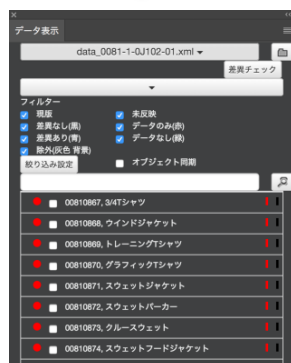 データ表示
data_0081-1-0J102-01.xml
差異チェック
フィルター
現版
未反映
差異なし(黒)
データのみ(赤)
差異あり(青)
データなし(緑)
除外(灰色 背景)
絞り込み設定
オブジェクト同期
00810867, 3/4Tシャツ
00810868, ウインドジャケット
00810869, トレーニングTシャツ
00810870, グラフィックTシャツ
00810871, スウェットジャケット
00810872, スウェットパーカー
00810873, クルースウェット
00810874, スウェットフードジャケット